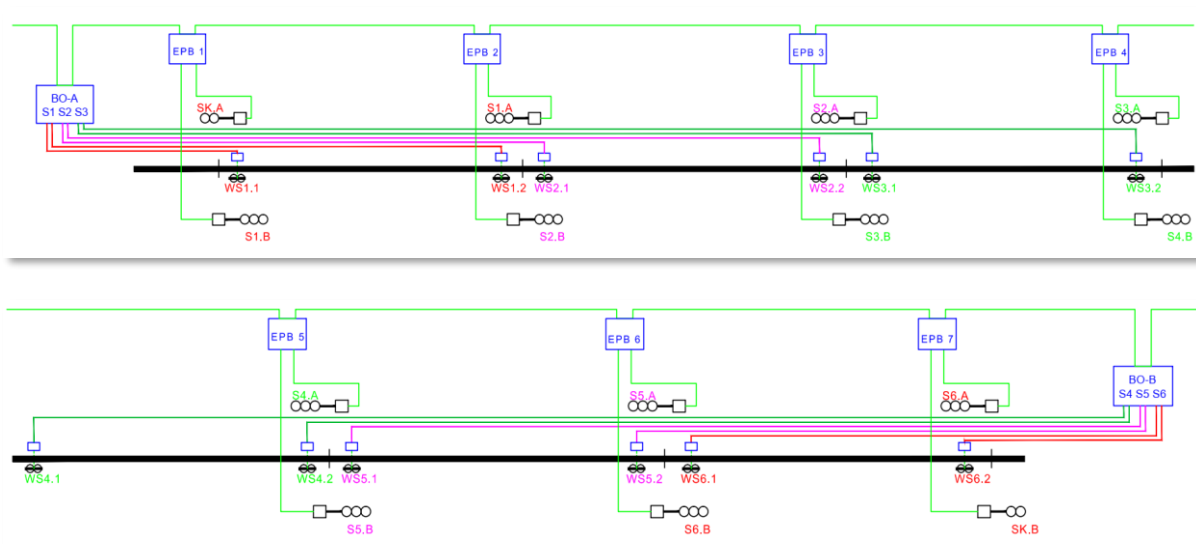 EPB 1
EPB 2
EPB 3
EPB 4
BO-A
S1 S2 S3
SK.A
S1.A
S2.A
S3.A
WS1.1
WS1.2
WS2.1
WS2.2
WS3.1
WS3.2
S1.B
S2.B
S3.B
S4.B
EPB 5
EPB 6
EPB 7
BO-B
S4 S5 S6
S4.A
S5.A
S6.A
WS4.1
WS4.2
WS5.1
WS5.2
WS6.1
WS6.2
S5.B
S6.B
SK.B